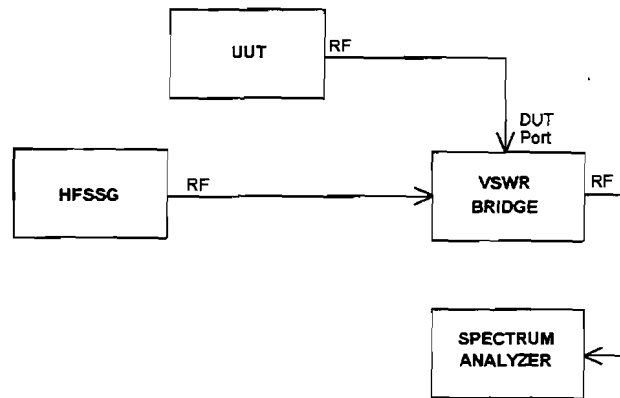 UUT
RF
DUT
Port
HFSSG
RF
VSWR
BRIDGE
RF
SPECTRUM
ANALYZER